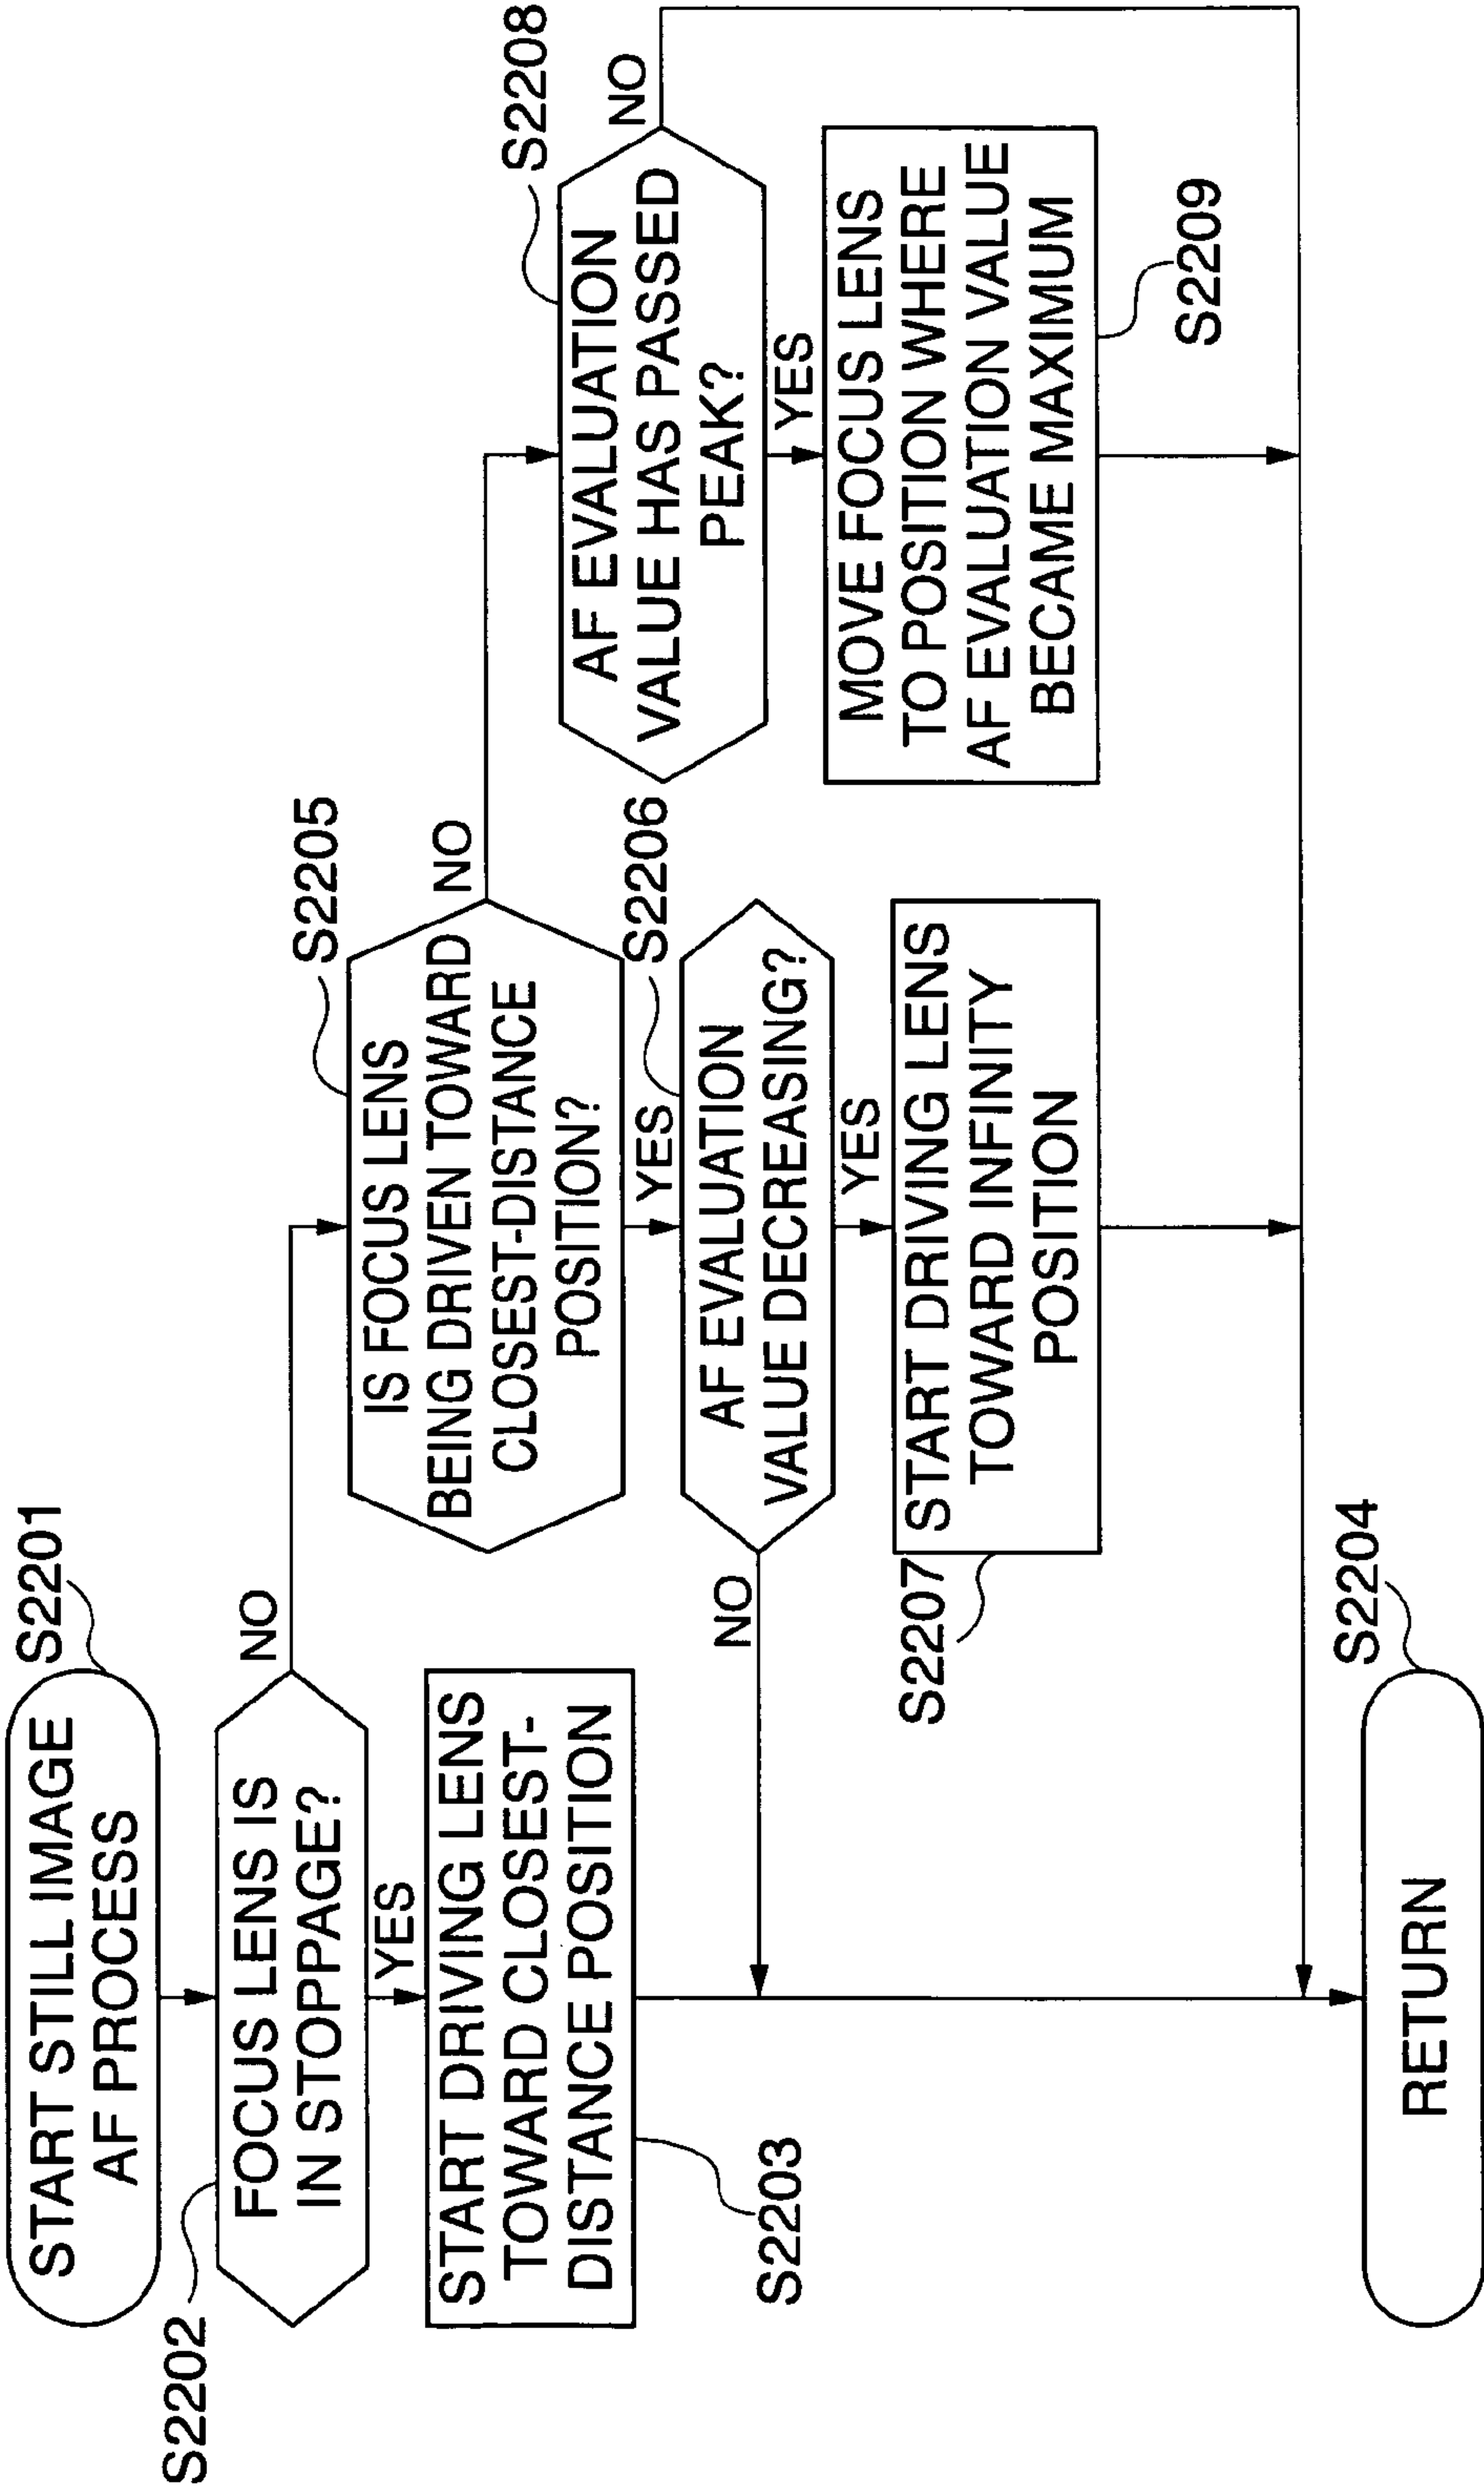 START STILL IMAGE
AF PROCESS
S2201
S2202
FOCUS LENS IS
IN STOPPAGE?
NO
YES
START DRIVING LENS
TOWARD CLOSEST-
DISTANCE POSITION
S2203
S2205
IS FOCUS LENS
BEING DRIVEN TOWARD
CLOSEST-DISTANCE
POSITION?
NO
YES
S2206
AF EVALUATION
VALUE DECREASING?
NO
YES
S2207
START DRIVING LENS
TOWARD INFINITY
POSITION
S2208
AF EVALUATION
VALUE HAS PASSED
PEAK?
NO
YES
MOVE FOCUS LENS
TO POSITION WHERE
AF EVALUATION VALUE
BECAME MAXIMUM
S2209
S2204
RETURN